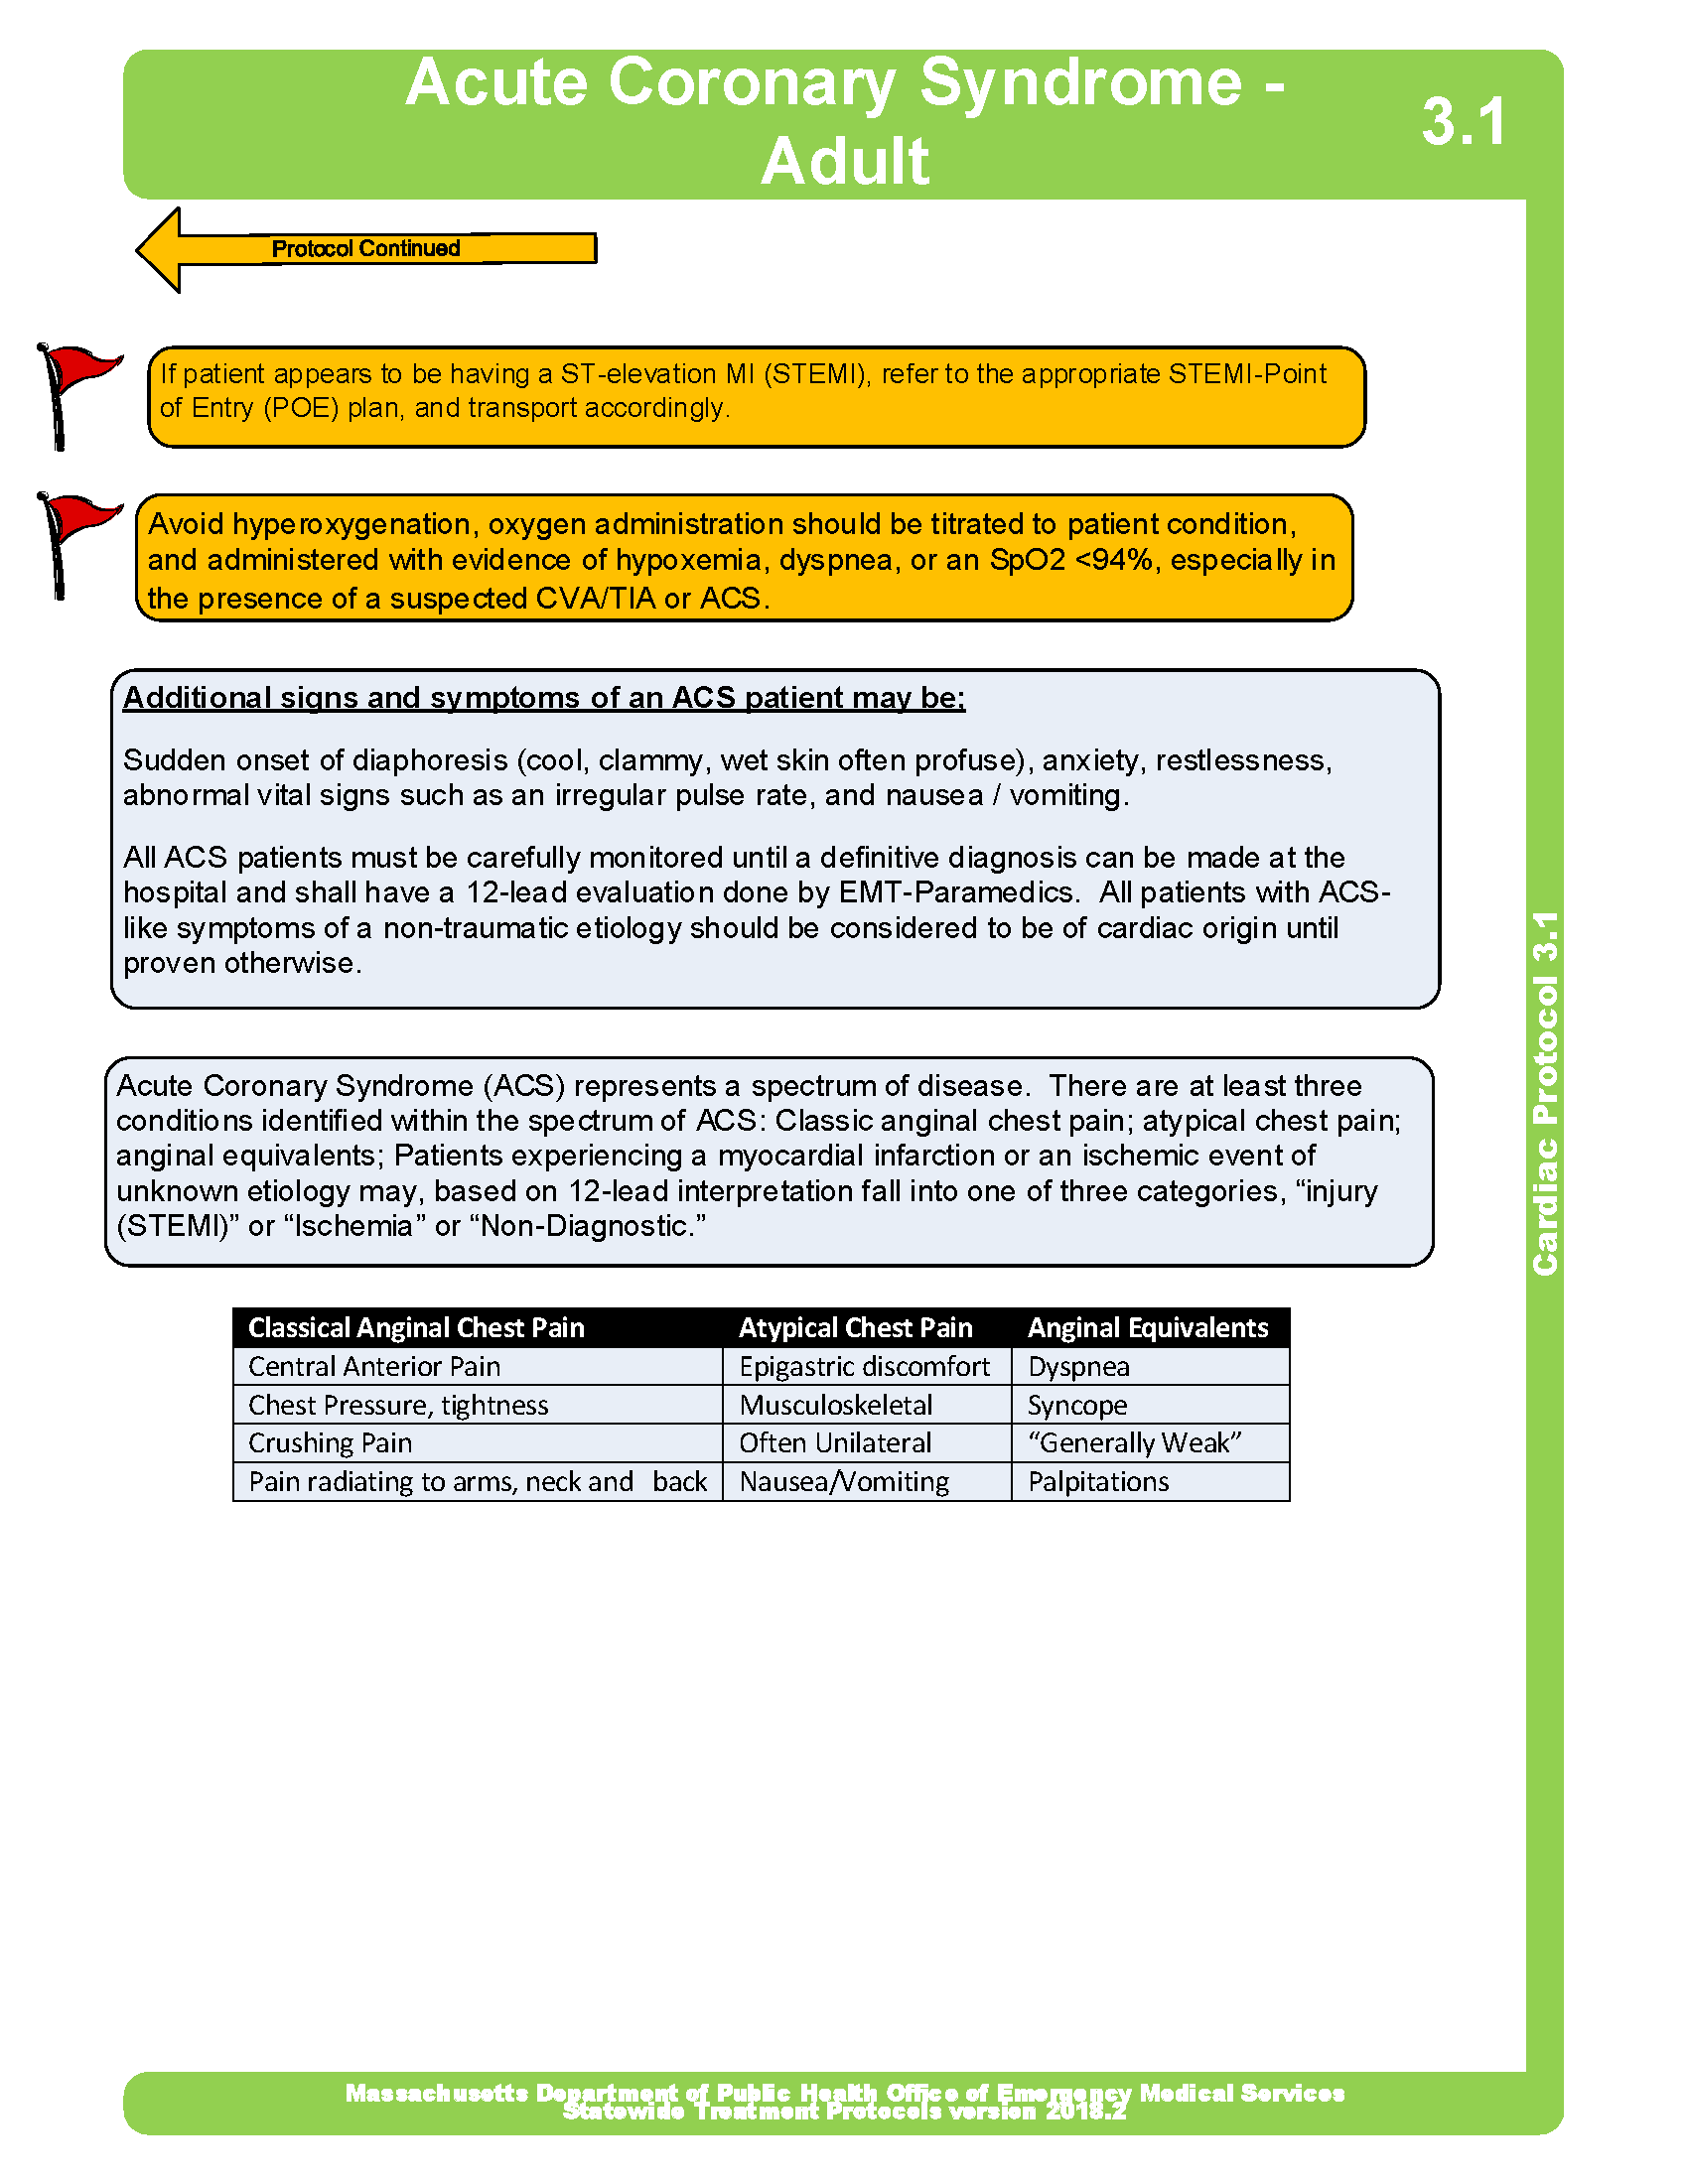 Acute Coronary Syndrome -
Adult
3.1
Protocol Continued
If patient appears to be having a ST-elevation MI (STEMI), refer to the appropriate STEMI-Point
of Entry (POE) plan, and transport accordingly.
Avoid hyperoxygenation, oxygen administration should be titrated to patient condition,
and administered with evidence of hypoxemia, dyspnea, or an SpO2 <94%, especially in
the presence of a suspected CVA/TIA or ACS.
Additional signs and symptoms of an ACS patient may be;
Sudden onset of diaphoresis (cool, clammy, wet skin often profuse), anxiety, restlessness,
abnormal vital signs such as an irregular pulse rate, and nausea / vomiting.
All ACS patients must be carefully monitored until a definitive diagnosis can be made at the
hospital and shall have a 12-lead evaluation done by EMT-Paramedics.  All patients with ACS-
like symptoms of a non-traumatic etiology should be considered to be of cardiac origin until
proven otherwise.
Acute Coronary Syndrome (ACS) represents a spectrum of disease.  There are at least three
conditions identified within the spectrum of ACS: Classic anginal chest pain; atypical chest pain;
anginal equivalents; Patients experiencing a myocardial infarction or an ischemic event of
unknown etiology may, based on 12-lead interpretation fall into one of three categories, “injury
(STEMI)” or “Ischemia” or “Non-Diagnostic.”
Classical Anginal Chest Pain Atypical Chest Pain Anginal Equivalents
Central Anterior Pain Epigastric discomfort Dyspnea
Chest Pressure, tightness Musculoskeletal Syncope
Crushing Pain Often Unilateral “Generally Weak”
Pain radiating to arms, neck and  back Nausea/Vomiting Palpitations
Cardiac Protocol 3.1
Massachusetts Department of Public Health Office of Emergency Medical Services
Statewide Treatment Protocols version 2018.2